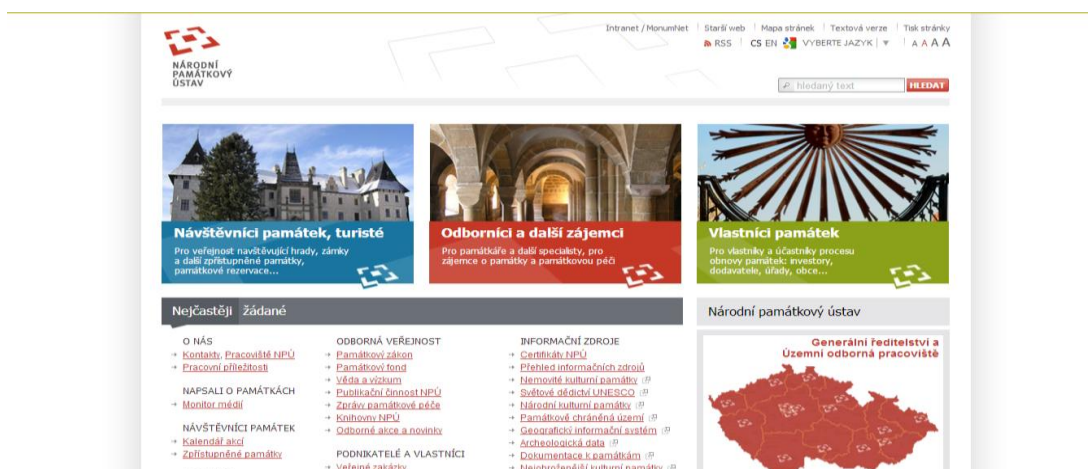 Intranet / MonumNet | Starší web | Mapa stránek | Textová verze | Tisk stránky
RSS | CS EN VYBERTE JAZYK | ▼ | A A A A
NÁRODNÍ
PAMÁTKOVÝ
ÚSTAV
hledaný text HLEDAT
Návštěvníci památek, turisté
Pro veřejnost navštěvující hrady, zámky
a další zpřístupněné památky,
památkové rezervace...
Odborníci a další zájemci
Pro památkáře a další specialisty, pro
zájemce o památky a památkovou péči
Vlastníci památek
Pro vlastníky a účastníky procesu
obnovy památek: investory,
dodavatele, úřady, obce...
Nejčastěji žádané
O NÁS
Kontakty, Pracoviště NPÚ
Pracovní příležitosti
NAPSALI O PAMÁTKÁCH
Monitor médií
NÁVŠTĚVNÍCI PAMÁTEK
Kalendář akcí
Zpřístupněné památky
ODBORNÁ VEŘEJNOST
Památkový zákon
Památkový fond
Věda a výzkum
Publikační činnost NPÚ
Zprávy památkové péče
Knihovny NPÚ
Odborné akce a novinky
PODNIKATELÉ A VLASTNÍCI
Veřejné zakázky
INFORMAČNÍ ZDROJE
Certifikáty NPÚ
Přehled informačních zdrojů
Nemovité kulturní památky
Světové dědictví UNESCO
Národní kulturní památky
Památkově chráněná území
Geografický informační systém
Archeologická data
Dokumentace k památkám
Nejohroženější kulturní památky
Národní památkový ústav
Generální ředitelství a
Územní odborná pracoviště